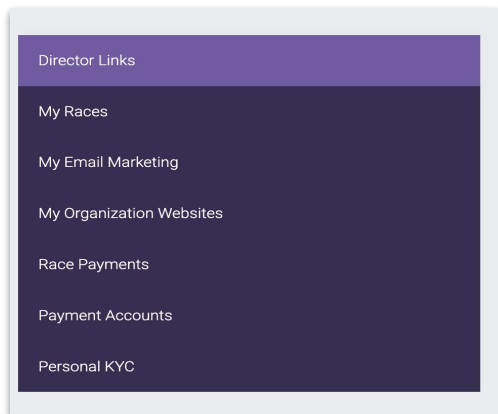 Director Links
My Races
My Email Marketing
My Organization Websites
Race Payments
Payment Accounts
Personal KYC